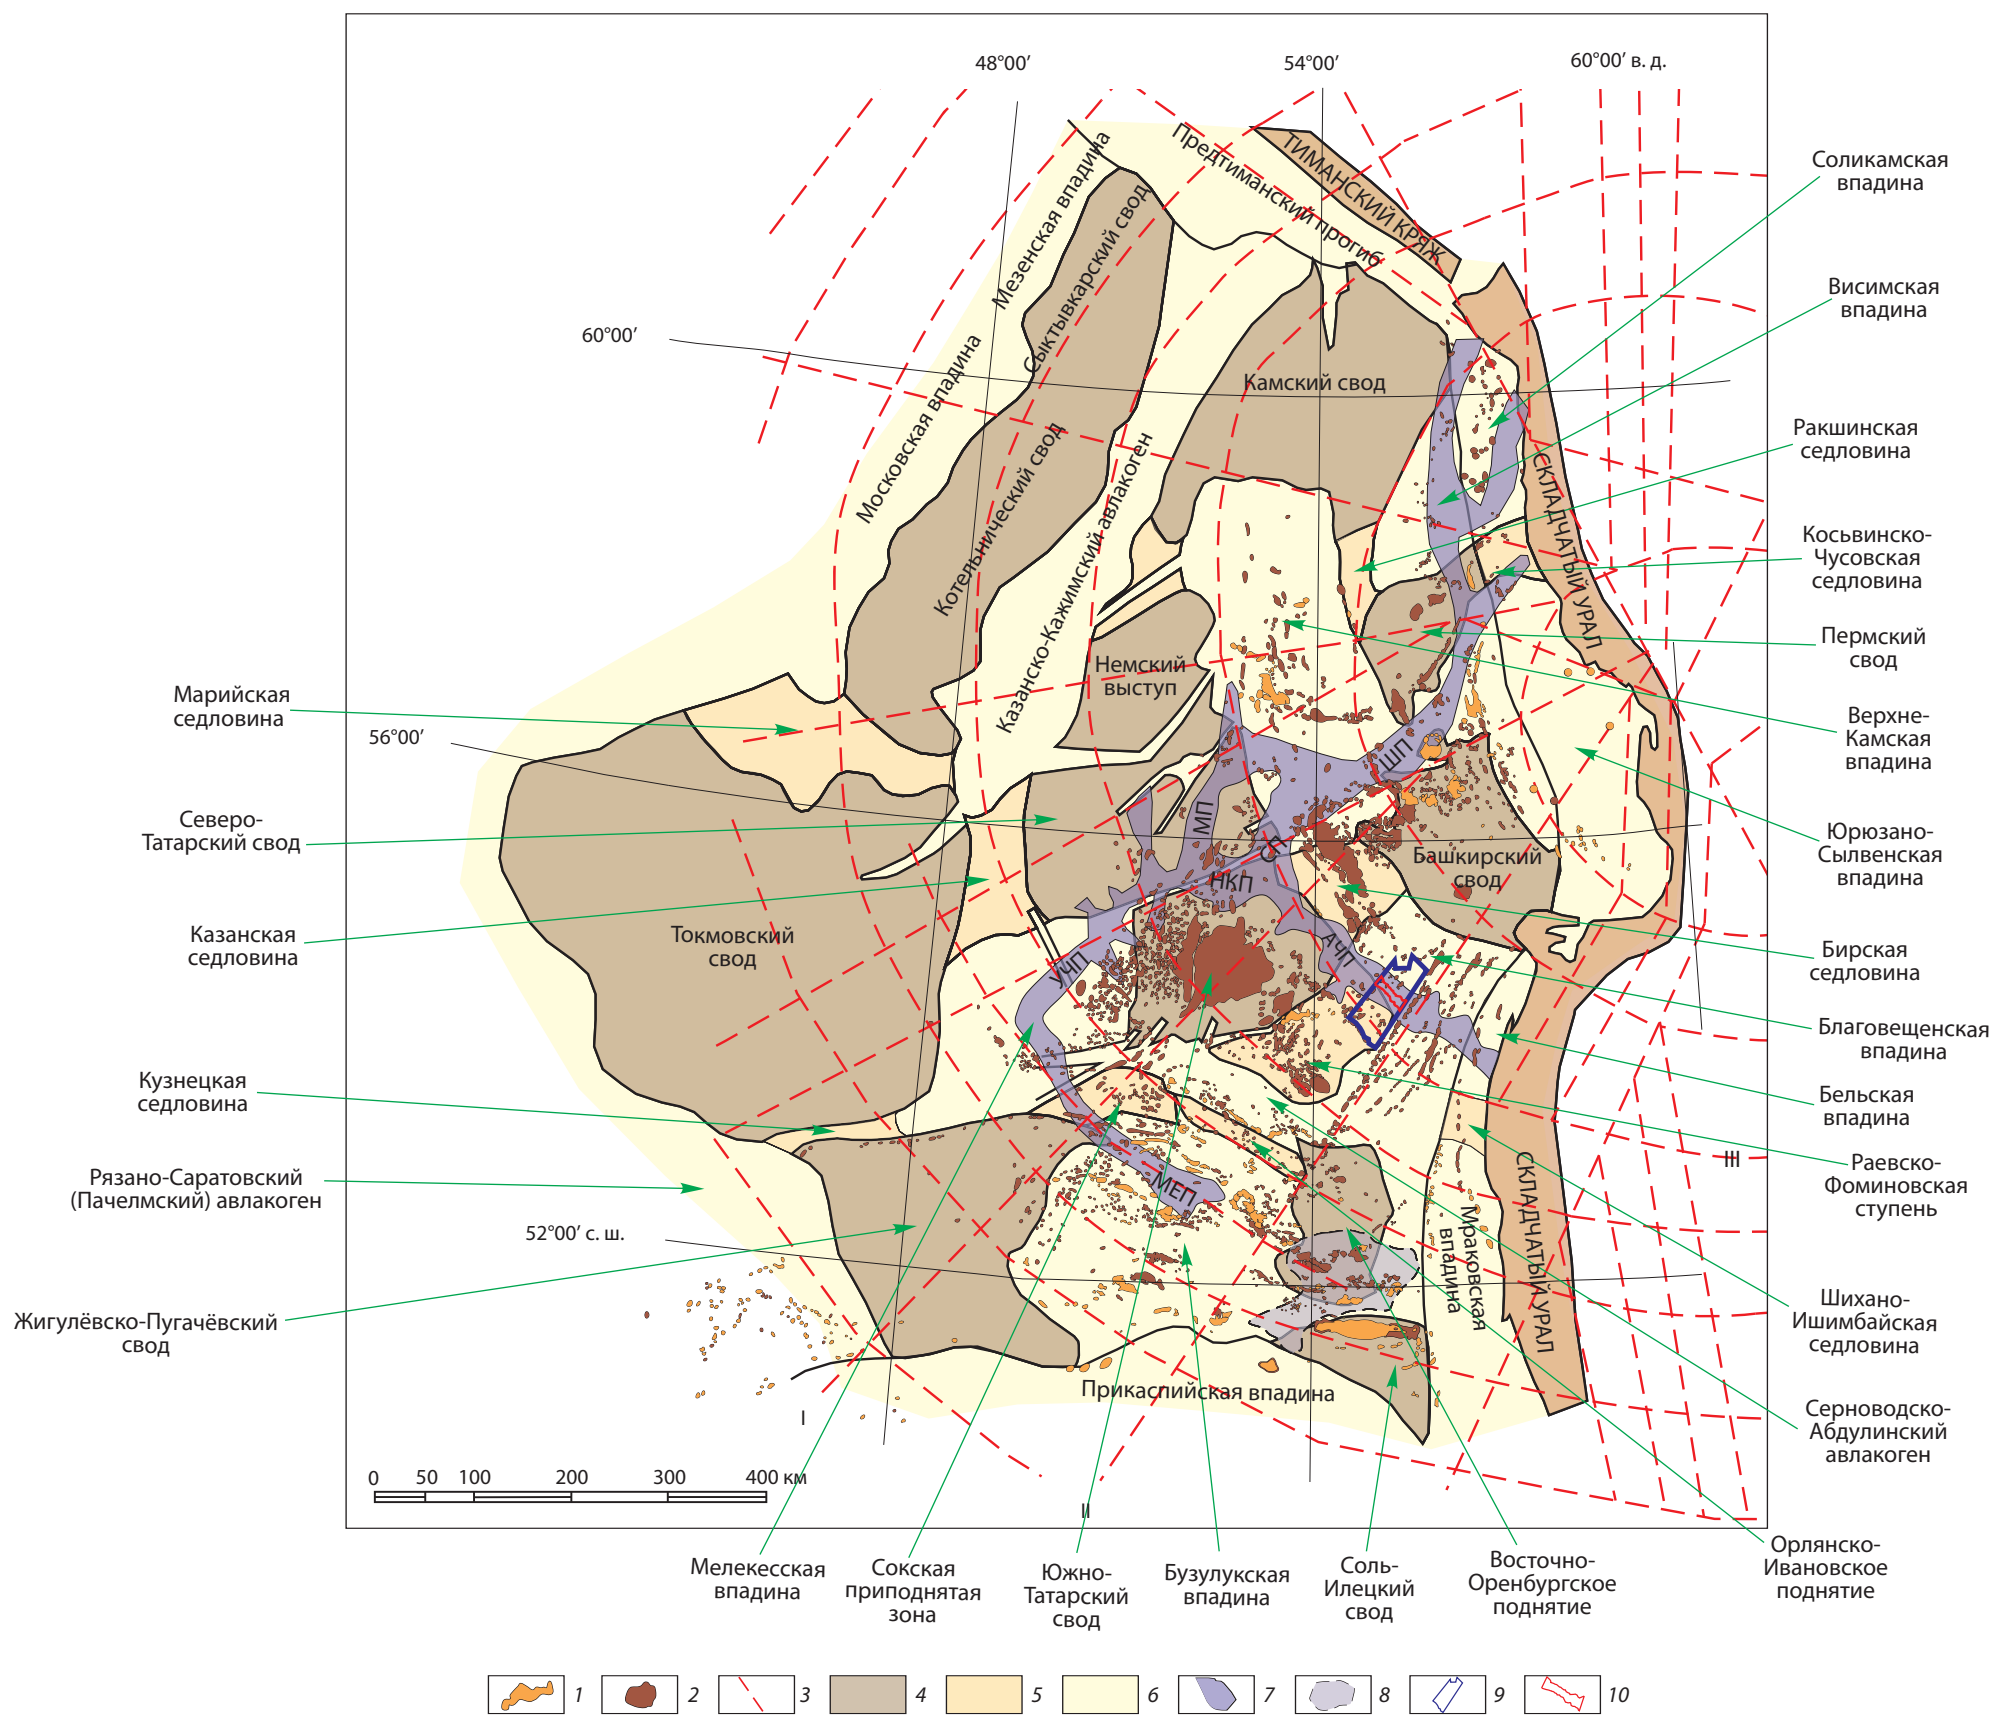 48°00′
54°00′
60°00′ в. д.
60°00′
56°00′
52°00′ с. ш.
Мезенская впадина
Предтиманский прогиб
ТИМАНСКИЙ КРЯЖ
Сыктывкарский свод
Московская впадина
Камский свод
Котельнический свод
Казанско-Кажимский авлакоген
СКЛАДЧАТЫЙ УРАЛ
Немский
выступ
ШП
МП
СП
НКП
АЧП
УЧП
МЕП
Башкирский
свод
Токмовский
свод
III
СКЛАДЧАТЫЙ УРАЛ
Мраковская
впадина
Прикаспийская впадина
I
II
0
50
100
200
300
400 км
Соликамская
впадина
Висимская
впадина
Ракшинская
седловина
Косьвинско-
Чусовская
седловина
Пермский
свод
Верхне-
Камская
впадина
Юрюзано-
Сылвенская
впадина
Бирская
седловина
Благовещенская
впадина
Бельская
впадина
Раевско-
Фоминовская
ступень
Шихано-
Ишимбайская
седловина
Серноводско-
Абдулинский
авлакоген
Орлянско-
Ивановское
поднятие
Марийская
седловина
Северо-
Татарский свод
Казанская
седловина
Кузнецкая
седловина
Рязано-Саратовский
(Пачелмский) авлакоген
Жигулёвско-Пугачёвский
свод
Мелекесская
впадина
Сокская
приподнятая
зона
Южно-
Татарский
свод
Бузулукская
впадина
Соль-
Илецкий
свод
Восточно-
Оренбургское
поднятие
1
2
3
4
5
6
7
8
9
10